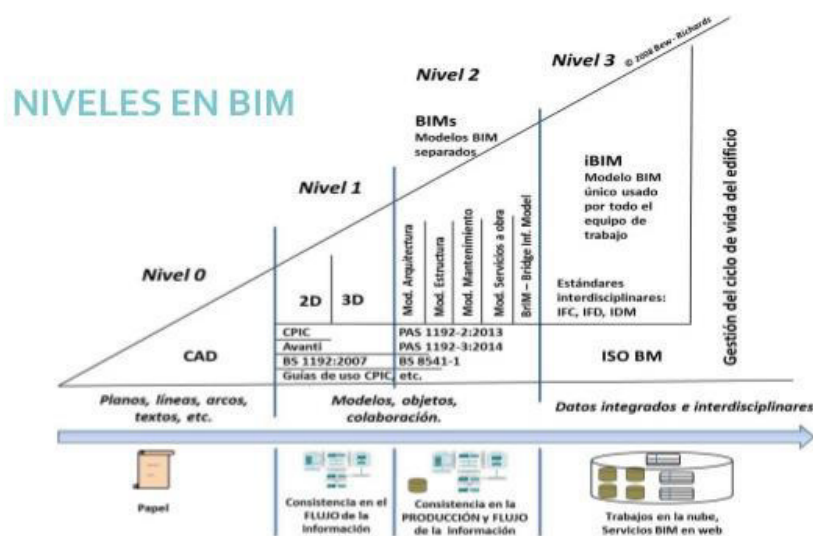 NIVELES EN BIM
Nivel 0
Nivel 1
Nivel 2
Nivel 3
© 2008 Bew - Richards
CAD
2D
3D
BIMs
Modelos BIM
separados
Mod. Arquitectura
Mod. Estructura
Mod. Mantenimiento
Mod. Servicios a obra
BrIM – Bridge Inf. Model
iBIM
Modelo BIM
único usado
por todo el
equipo de
trabajo
Estándares
interdisciplinares:
IFC, IFD, IDM
Gestión del ciclo de vida del edificio
CPIC
Avanti
BS 1192:2007
Guías de uso CPIC, etc.
PAS 1192-2:2013
PAS 1192-3:2014
BS 8541-1
ISO BM
Planos, líneas, arcos,
textos, etc.
Modelos, objetos,
colaboración.
Datos integrados e interdisciplinares
Papel
Consistencia en el
FLUJO de la
Información
Consistencia en la
PRODUCCIÓN y FLUJO
de la Información
Trabajos en la nube,
Servicios BIM en web